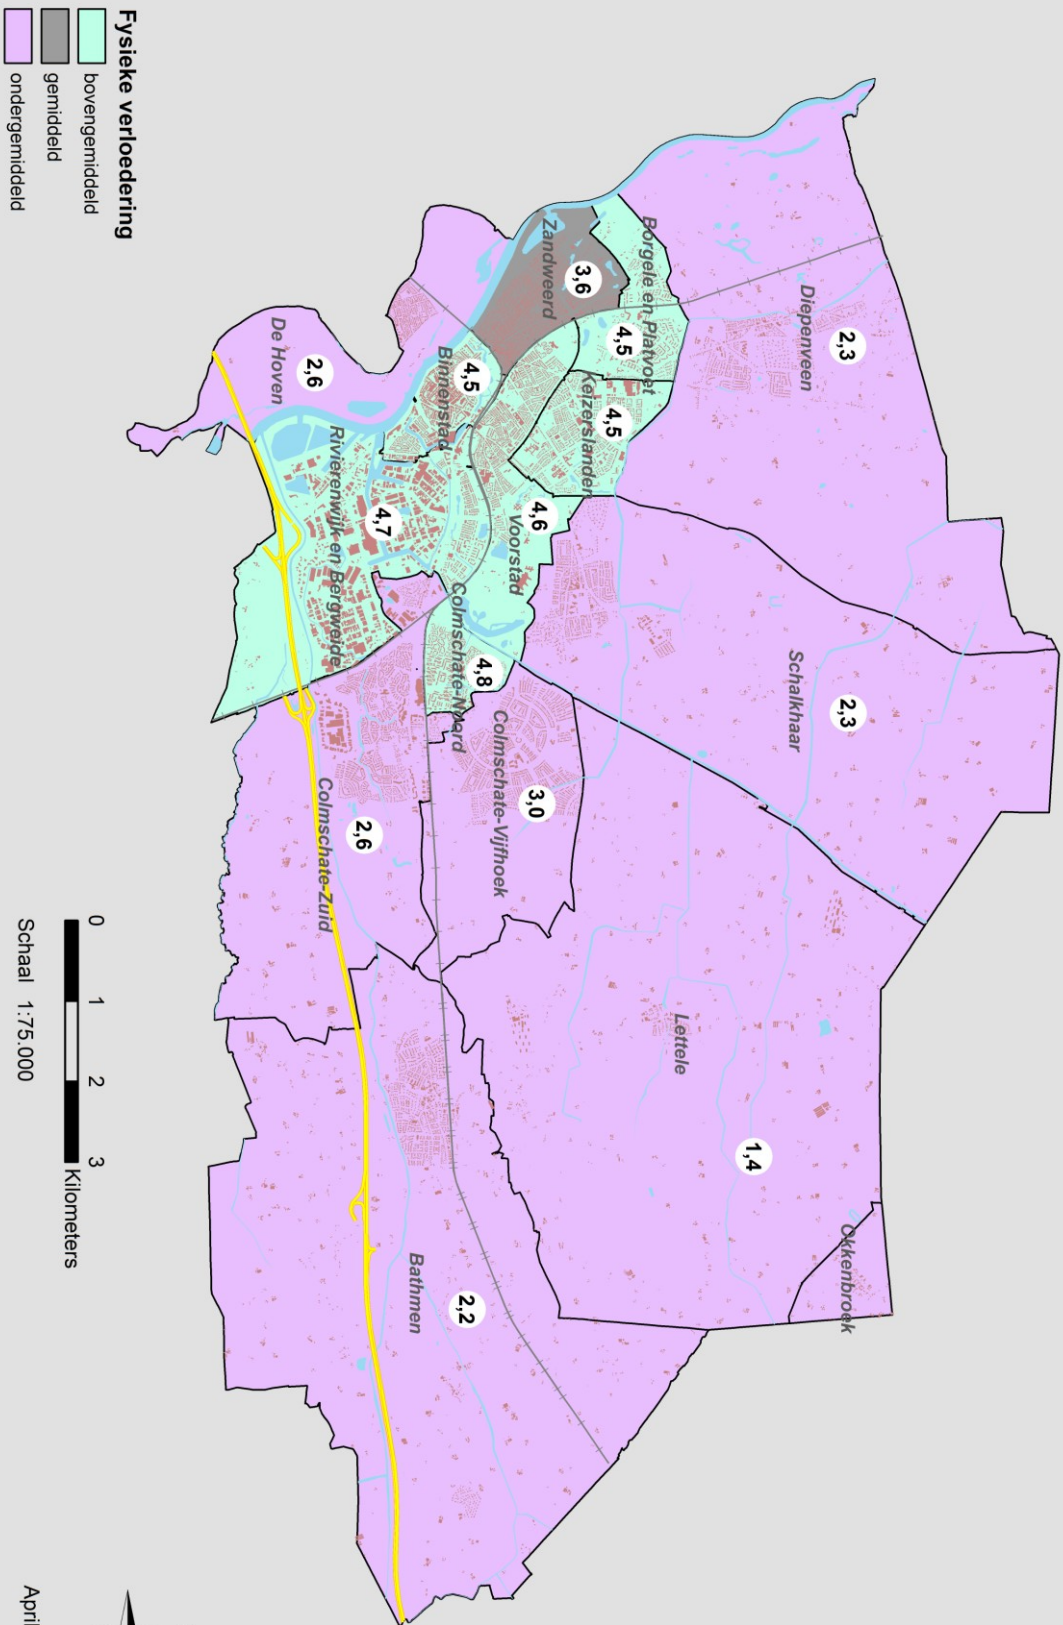 Fysieke verloedering
bovengemiddeld
gemiddeld
ondergemiddeld
Diepenveen
2,3
Borgele en Platvoet
4,5
Zandweerd
3,6
Keizerslanden
4,5
Binnenstad
4,5
De Hoven
2,6
Rivierenwijk en Bergweide
4,7
Voorstad
4,6
Colmschate-Noord
4,8
Schalkhaar
2,3
Colmschate-Vijfhoek
3,0
Colmschate-Zuid
2,6
Lettele
1,4
Okkenbroek
Bathmen
2,2
0 1 2 3
Kilometers
Schaal 1:75.000
April